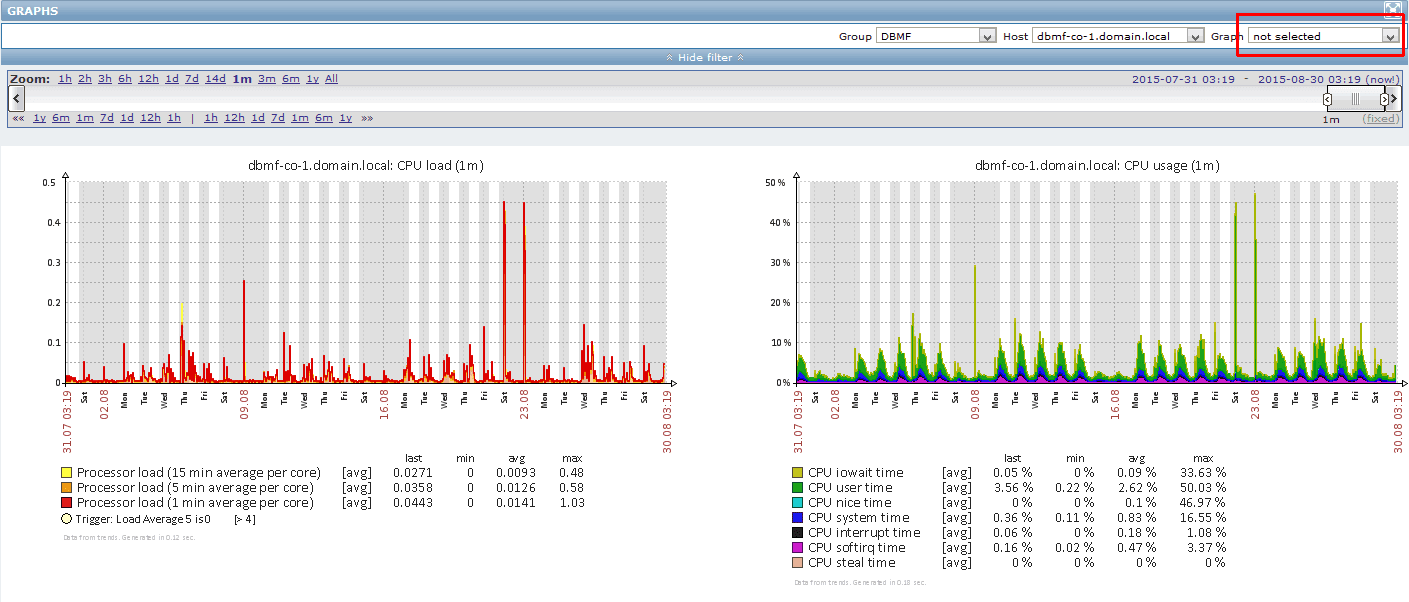 GRAPHS
Group DBMF Host dbmf-co-1.domain.local Graph not selected
« Hide filter «
Zoom: 1h 2h 3h 6h 12h 1d 7d 14d 1m 3m 6m 1y All 2015-07-31 03:19 - 2015-08-30 03:19 (now!)
«« 1y 6m 1m 7d 1d 12h 1h | 1h 12h 1d 7d 1m 6m 1y »» 1m (fixed)
dbmf-co-1.domain.local: CPU load (1m)
0.5
0.4
0.3
0.2
0.1
0
31.07 03:19 Sat 02.08 Mon Tue Wed Thu Fri Sat 09.08 Mon Tue Wed Thu Fri Sat 16.08 Mon Tue Wed Thu Fri Sat 23.08 Mon Tue Wed Thu Fri Sat 30.08 03:19
last min avg max
Processor load (15 min average per core) [avg] 0.0271 0 0.0093 0.48
Processor load (5 min average per core) [avg] 0.0358 0 0.0126 0.58
Processor load (1 min average per core) [avg] 0.0443 0 0.0141 1.03
Trigger: Load Average 5 is0 [> 4]
Data from trends. Generated in 0.12 sec.
dbmf-co-1.domain.local: CPU usage (1m)
50 %
40 %
30 %
20 %
10 %
0 %
31.07 03:19 Sat 02.08 Mon Tue Wed Thu Fri Sat 09.08 Mon Tue Wed Thu Fri Sat 16.08 Mon Tue Wed Thu Fri Sat 23.08 Mon Tue Wed Thu Fri Sat 30.08 03:19
last min avg max
CPU iowait time [avg] 0.05 % 0 % 0.09 % 33.63 %
CPU user time [avg] 3.56 % 0.22 % 2.62 % 50.03 %
CPU nice time [avg] 0 % 0 % 0.1 % 46.97 %
CPU system time [avg] 0.36 % 0.11 % 0.83 % 16.55 %
CPU interrupt time [avg] 0.06 % 0 % 0.18 % 1.08 %
CPU softirq time [avg] 0.16 % 0.02 % 0.47 % 3.37 %
CPU steal time [avg] 0 % 0 % 0 % 0 %
Data from trends. Generated in 0.18 sec.